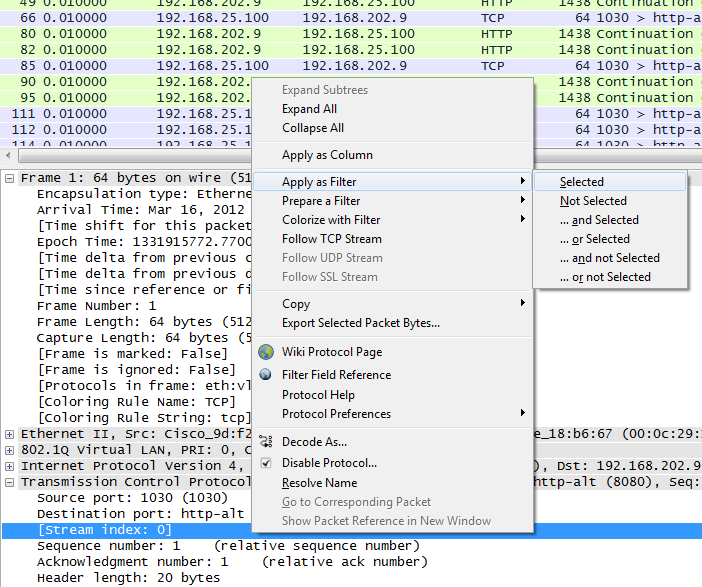 49 0.010000 192.168.202.9 192.168.25.100 HTTP 1438 Continuation
66 0.010000 192.168.25.100 192.168.202.9 TCP 64 1030 > http-alt
80 0.010000 192.168.202.9 192.168.25.100 HTTP 1438 Continuation
82 0.010000 192.168.202.9 192.168.25.100 HTTP 1438 Continuation
85 0.010000 192.168.25.100 192.168.202.9 TCP 64 1030 > http-alt
90 0.010000 192.168.202. 1438 Continuation
95 0.010000 192.168.202. 1438 Continuation
111 0.010000 192.168.25.1 64 1030 > http-alt
112 0.010000 192.168.25.1 64 1030 > http-alt
114 0.010000 192.168.25.1 64 1030 > http-alt
Expand Subtrees
Expand All
Collapse All
Apply as Column
Apply as Filter
Prepare a Filter
Colorize with Filter
Follow TCP Stream
Follow UDP Stream
Follow SSL Stream
Copy
Export Selected Packet Bytes...
Wiki Protocol Page
Filter Field Reference
Protocol Help
Protocol Preferences
Decode As...
Disable Protocol...
Resolve Name
Go to Corresponding Packet
Show Packet Reference in New Window
Selected
Not Selected
... and Selected
... or Selected
... and not Selected
... or not Selected
Frame 1: 64 bytes on wire (51
Encapsulation type: Etherne
Arrival Time: Mar 16, 2012
[Time shift for this packet
Epoch Time: 1331915772.7700
[Time delta from previous c
[Time delta from previous d
[Time since reference or fi
Frame Number: 1
Frame Length: 64 bytes (512
Capture Length: 64 bytes (5
[Frame is marked: False]
[Frame is ignored: False]
[Protocols in frame: eth:vl
[Coloring Rule Name: TCP]
[Coloring Rule String: tcp]
Ethernet II, Src: Cisco_9d:f2 e_18:b6:67 (00:0c:29:
802.1Q Virtual LAN, PRI: 0, C
Internet Protocol Version 4, ), Dst: 192.168.202.9
Transmission Control Protoco http-alt (8080), Seq:
Source port: 1030 (1030)
Destination port: http-alt
[Stream index: 0]
Sequence number: 1 (relative sequence number)
Acknowledgment number: 1 (relative ack number)
Header length: 20 bytes